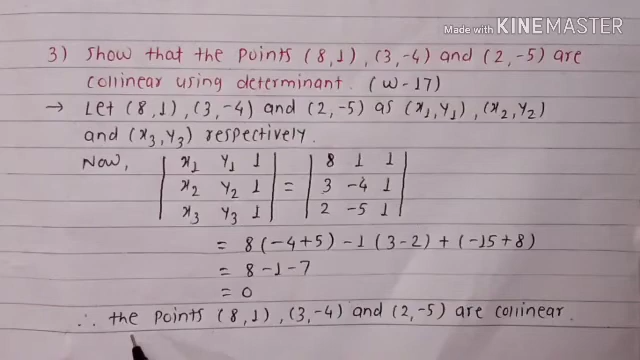 Made with KINEMASTER
3) Show that the points (8,1), (3,-4) and (2,-5) are
collinear using determinant. (W-17)
→ Let (8,1), (3,-4) and (2,-5) as (x₁,y₁), (x₂,y₂)
and (x₃,y₃) respectively.
Now, | x₁ y₁ 1 | = | 8 1 1 |
| x₂ y₂ 1 | | 3 -4 1 |
| x₃ y₃ 1 | | 2 -5 1 |
= 8(-4+5) -1(3-2) + (-15+8)
= 8-1-7
= 0
∴ the points (8,1), (3,-4) and (2,-5) are collinear.